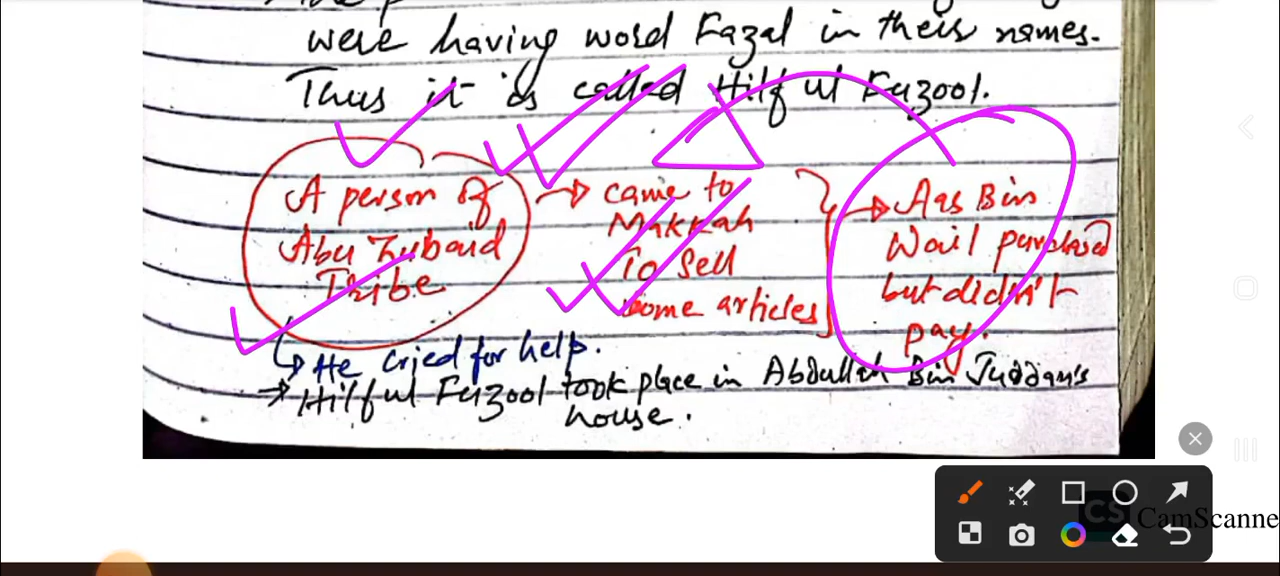 were having word Fazal in their names.
Thus it is called Hilf ul Fuzool.
A person of
Abu Zubaid
Tribe
came to
Makkah
To sell
some articles
Aas Bin
Wail purchased
but didn't
pay.
He cried for help.
Hilful Fuzool took place in Abdullah Bin Juddan's
house.
CS CamScanne